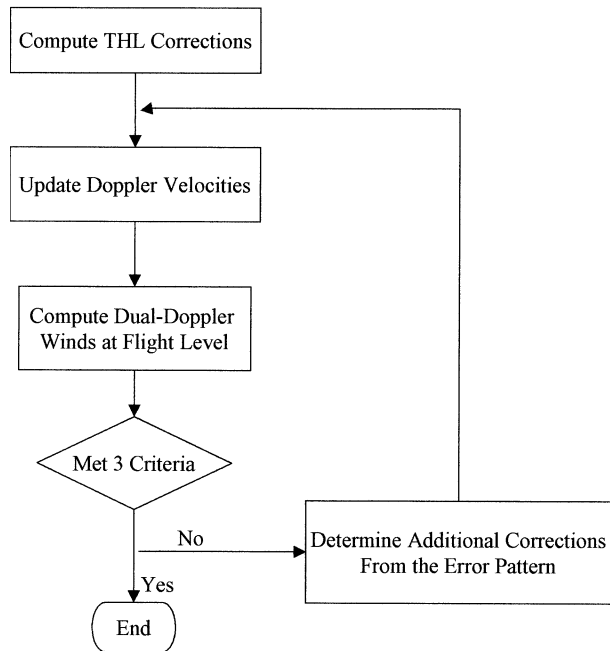 Compute THL Corrections
Update Doppler Velocities
Compute Dual-Doppler
Winds at Flight Level
Met 3 Criteria
No
Determine Additional Corrections
From the Error Pattern
Yes
End